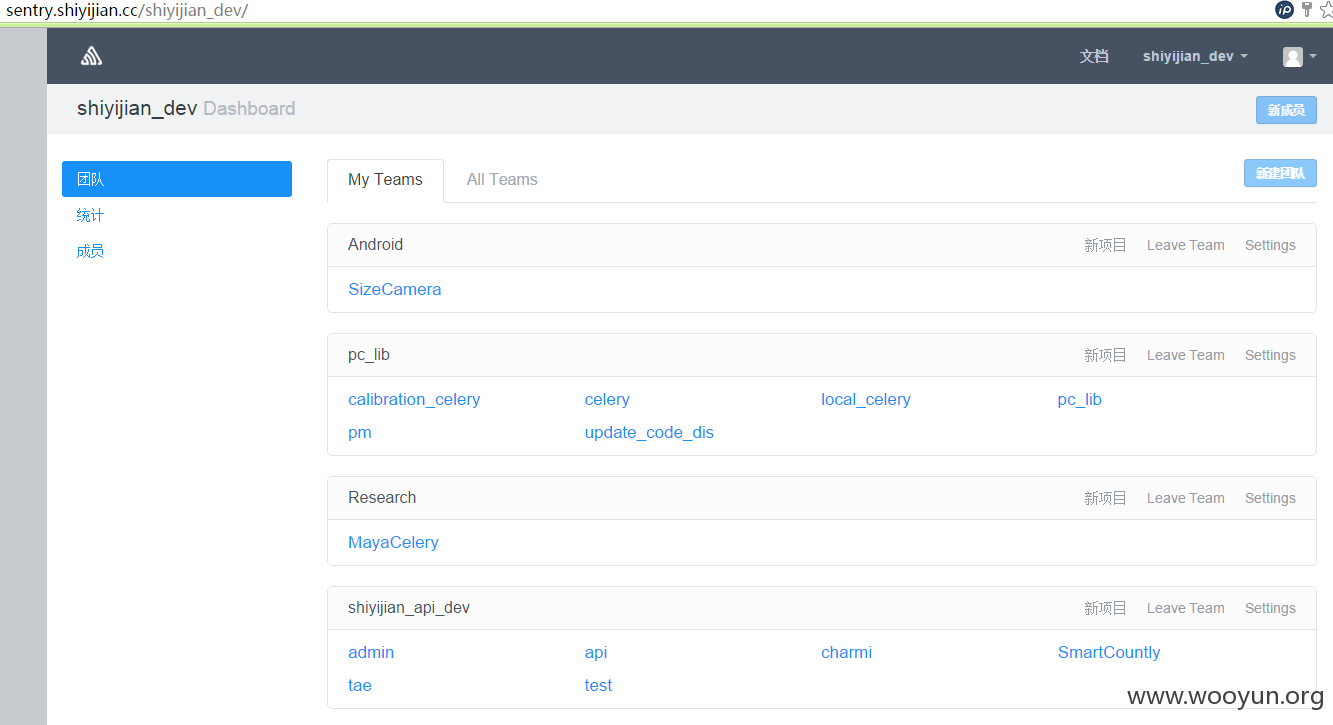 sentry.shiyijian.cc/shiyijian_dev/
文档 shiyijian_dev
shiyijian_dev Dashboard 新成员
团队
统计
成员
My Teams All Teams 新建团队
Android 新项目 Leave Team Settings
SizeCamera
pc_lib 新项目 Leave Team Settings
calibration_celery celery local_celery pc_lib
pm update_code_dis
Research 新项目 Leave Team Settings
MayaCelery
shiyijian_api_dev 新项目 Leave Team Settings
admin api charmi SmartCountly
tae test
www.wooyun.org